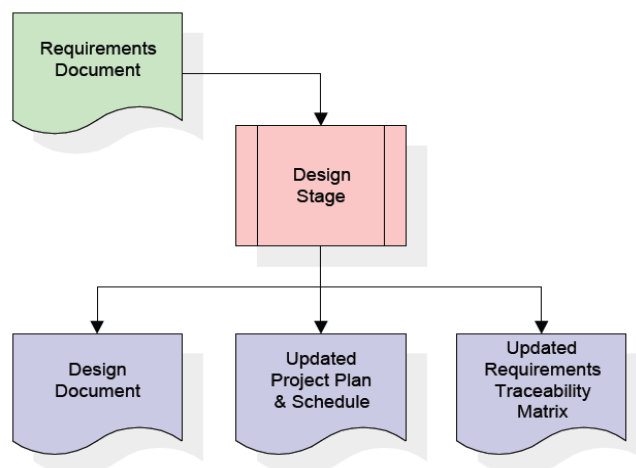 Requirements
Document
Design
Stage
Design
Document
Updated
Project Plan
& Schedule
Updated
Requirements
Traceability
Matrix